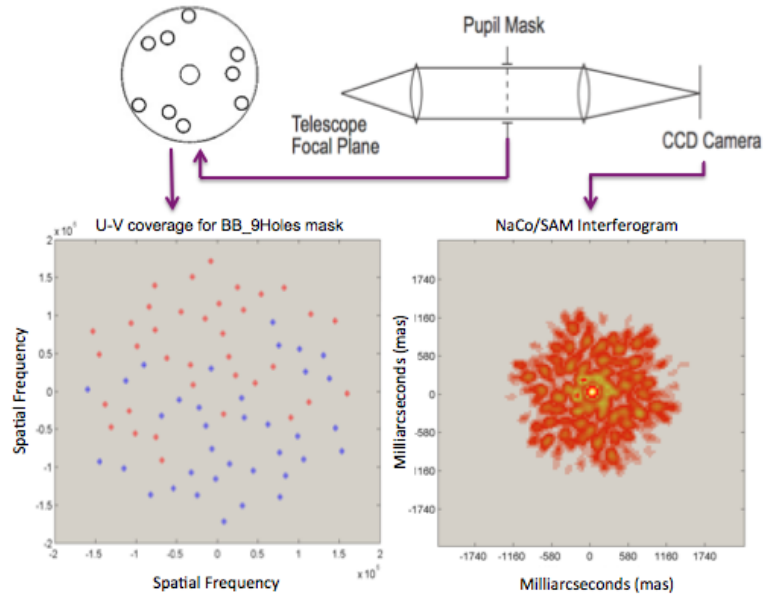 Pupil Mask
Telescope
Focal Plane
CCD Camera
U-V coverage for BB_9Holes mask
x 10⁶
2
1.5
1
0.5
0
-0.5
-1
-1.5
-2
Spatial Frequency
-2 -1.5 -1 -0.5 0 0.5 1 1.5 2
x 10⁶
Spatial Frequency
NaCo/SAM Interferogram
1740
1160
580
0
-580
1160
-1740
Milliarcseconds (mas)
-1740 -1160 -580 0 580 1160 1740
Milliarcseconds (mas)